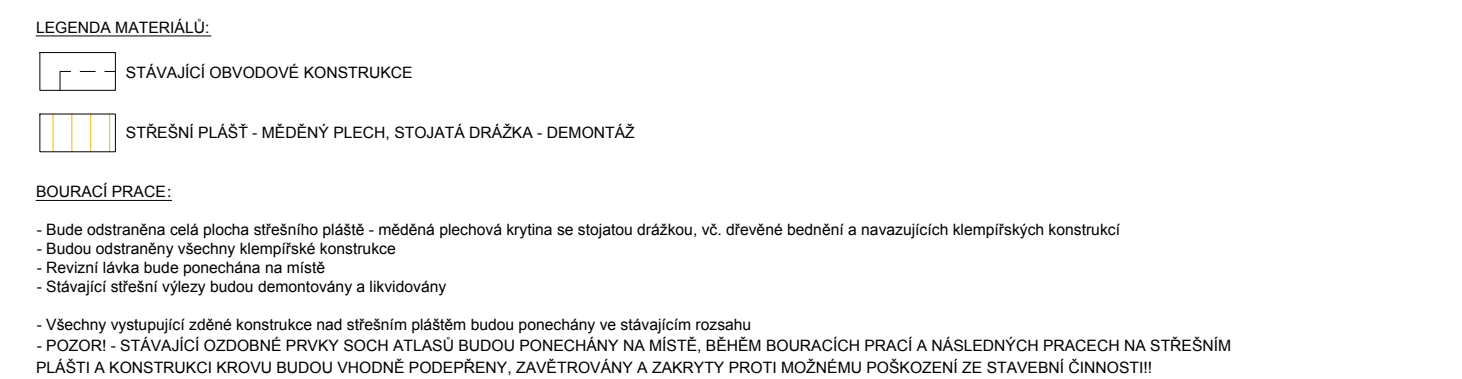 LEGENDA MATERIÁLŮ:
STÁVAJÍCÍ OBVODOVÉ KONSTRUKCE
STŘEŠNÍ PLÁŠŤ - MĚDĚNÝ PLECH, STOJATÁ DRÁŽKA - DEMONTÁŽ
BOURACÍ PRACE:
- Bude odstraněna celá plocha střešního pláště - měděná plechová krytina se stojatou drážkou, vč. dřevěné bednění a navazujících klempířských konstrukcí
- Budou odstraněny všechny klempířské konstrukce
- Revizní lávka bude ponechána na místě
- Stávající střešní výlezy budou demontovány a likvidovány
- Všechny vystupující zděné konstrukce nad střešním pláštěm budou ponechány ve stávajícím rozsahu
- POZOR! - STÁVAJÍCÍ OZDOBNÉ PRVKY SOCH ATLASŮ BUDOU PONECHÁNY NA MÍSTĚ, BĚHĚM BOURACÍCH PRACÍ A NÁSLEDNÝCH PRACECH NA STŘEŠNÍM
PLÁŠTI A KONSTRUKCI KROVU BUDOU VHODNĚ PODEPŘENY, ZAVĚTROVÁNY A ZAKRYTY PROTI MOŽNÉMU POŠKOZENÍ ZE STAVEBNÍ ČINNOSTI!!